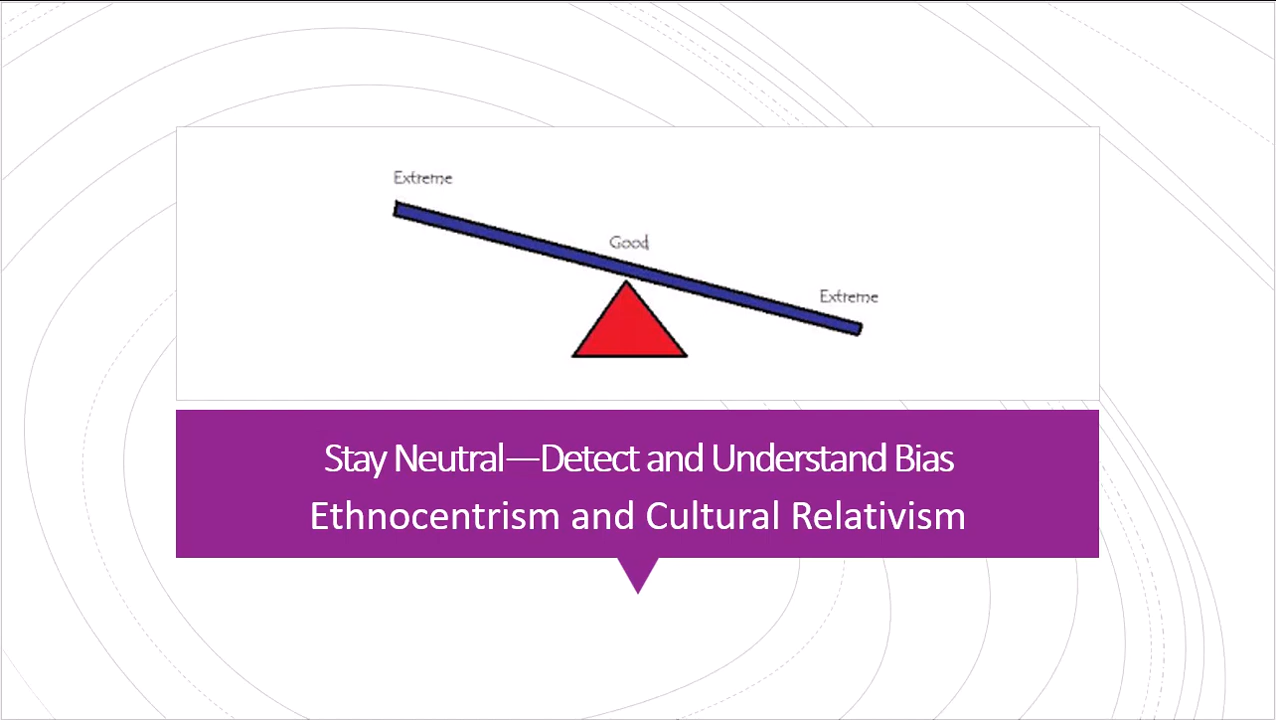 Extreme
Good
Extreme
Stay Neutral—Detect and Understand Bias
Ethnocentrism and Cultural Relativism